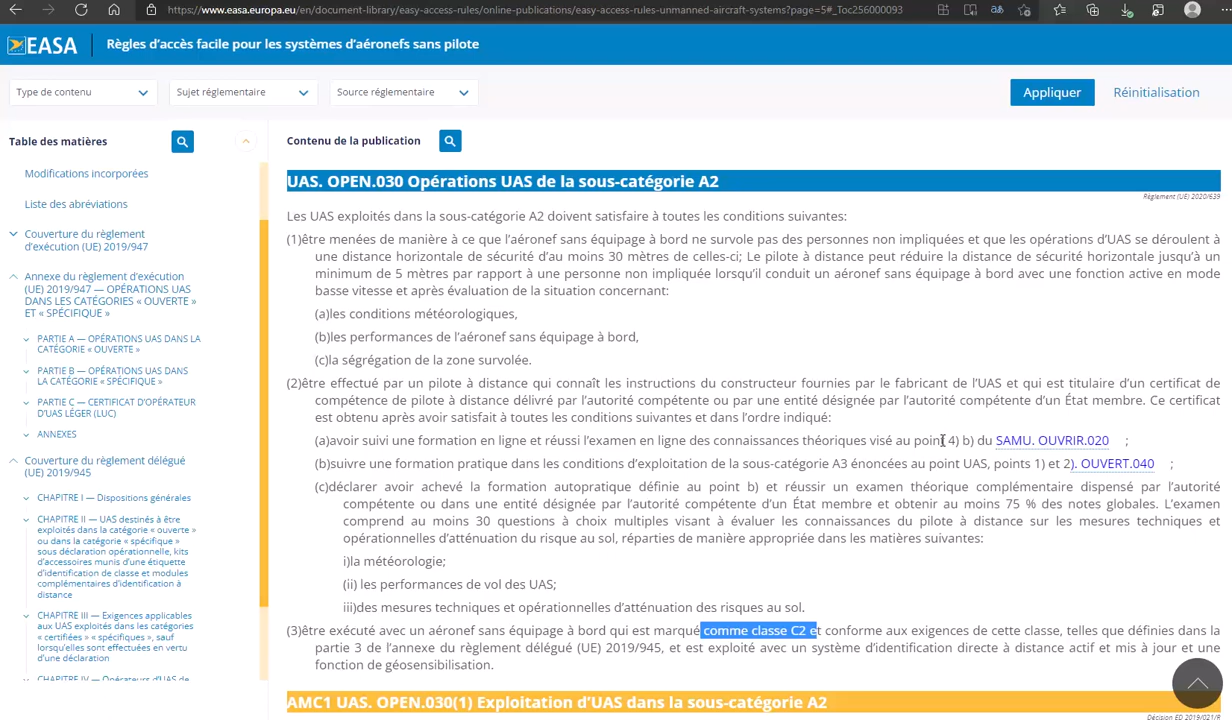 https://www.easa.europa.eu/en/document-library/easy-access-rules/online-publications/easy-access-rules-unmanned-aircraft-systems?page=5#_Toc256000093
EASA
Règles d’accès facile pour les systèmes d’aéronefs sans pilote
Type de contenu
Sujet réglementaire
Source réglementaire
Appliquer
Réinitialisation
Table des matières
Modifications incorporées
Liste des abréviations
Couverture du règlement
d’exécution (UE) 2019/947
Annexe du règlement d’exécution
(UE) 2019/947 — OPÉRATIONS UAS
DANS LES CATÉGORIES « OUVERTE »
ET « SPÉCIFIQUE »
PARTIE A — OPÉRATIONS UAS DANS LA
CATÉGORIE « OUVERTE »
PARTIE B — OPÉRATIONS UAS DANS
LA CATÉGORIE « SPÉCIFIQUE »
PARTIE C — CERTIFICAT D’OPÉRATEUR
D’UAS LÉGER (LUC)
ANNEXES
Couverture du règlement délégué
(UE) 2019/945
CHAPITRE I — Dispositions générales
CHAPITRE II — UAS destinés à être
exploités dans la catégorie « ouverte »
ou dans la catégorie « spécifique »
sous déclaration opérationnelle, kits
d’accessoires munis d’une étiquette
d’identification de classe et modules
complémentaires d’identification à
distance
CHAPITRE III — Exigences applicables
aux UAS exploités dans les catégories
« certifiées » « spécifiques », sauf
lorsqu’elles sont effectuées en vertu
d’une déclaration
CHAPITRE IV — Opérateurs d’UAS de
Contenu de la publication
UAS. OPEN.030 Opérations UAS de la sous-catégorie A2
Règlement (UE) 2020/639
Les UAS exploités dans la sous-catégorie A2 doivent satisfaire à toutes les conditions suivantes:
(1)être menées de manière à ce que l’aéronef sans équipage à bord ne survole pas des personnes non impliquées et que les opérations d’UAS se déroulent à
une distance horizontale de sécurité d’au moins 30 mètres de celles-ci; Le pilote à distance peut réduire la distance de sécurité horizontale jusqu’à un
minimum de 5 mètres par rapport à une personne non impliquée lorsqu’il conduit un aéronef sans équipage à bord avec une fonction active en mode
basse vitesse et après évaluation de la situation concernant:
(a)les conditions météorologiques,
(b)les performances de l’aéronef sans équipage à bord,
(c)la ségrégation de la zone survolée.
(2)être effectué par un pilote à distance qui connaît les instructions du constructeur fournies par le fabricant de l’UAS et qui est titulaire d’un certificat de
compétence de pilote à distance délivré par l’autorité compétente ou par une entité désignée par l’autorité compétente d’un État membre. Ce certificat
est obtenu après avoir satisfait à toutes les conditions suivantes et dans l’ordre indiqué:
(a)avoir suivi une formation en ligne et réussi l’examen en ligne des connaissances théoriques visé au point 4) b) du SAMU. OUVRIR.020 ;
(b)suivre une formation pratique dans les conditions d’exploitation de la sous-catégorie A3 énoncées au point UAS, points 1) et 2). OUVERT.040 ;
(c)déclarer avoir achevé la formation autopratique définie au point b) et réussir un examen théorique complémentaire dispensé par l’autorité
compétente ou dans une entité désignée par l’autorité compétente d’un État membre et obtenir au moins 75 % des notes globales. L’examen
comprend au moins 30 questions à choix multiples visant à évaluer les connaissances du pilote à distance sur les mesures techniques et
opérationnelles d’atténuation du risque au sol, réparties de manière appropriée dans les matières suivantes:
i)la météorologie;
(ii) les performances de vol des UAS;
iii)des mesures techniques et opérationnelles d’atténuation des risques au sol.
(3)être exécuté avec un aéronef sans équipage à bord qui est marqué comme classe C2 et conforme aux exigences de cette classe, telles que définies dans la
partie 3 de l’annexe du règlement délégué (UE) 2019/945, et est exploité avec un système d’identification directe à distance actif et mis à jour et une
fonction de géosensibilisation.
AMC1 UAS. OPEN.030(1) Exploitation d’UAS dans la sous-catégorie A2
Décision ED 2019/021/R